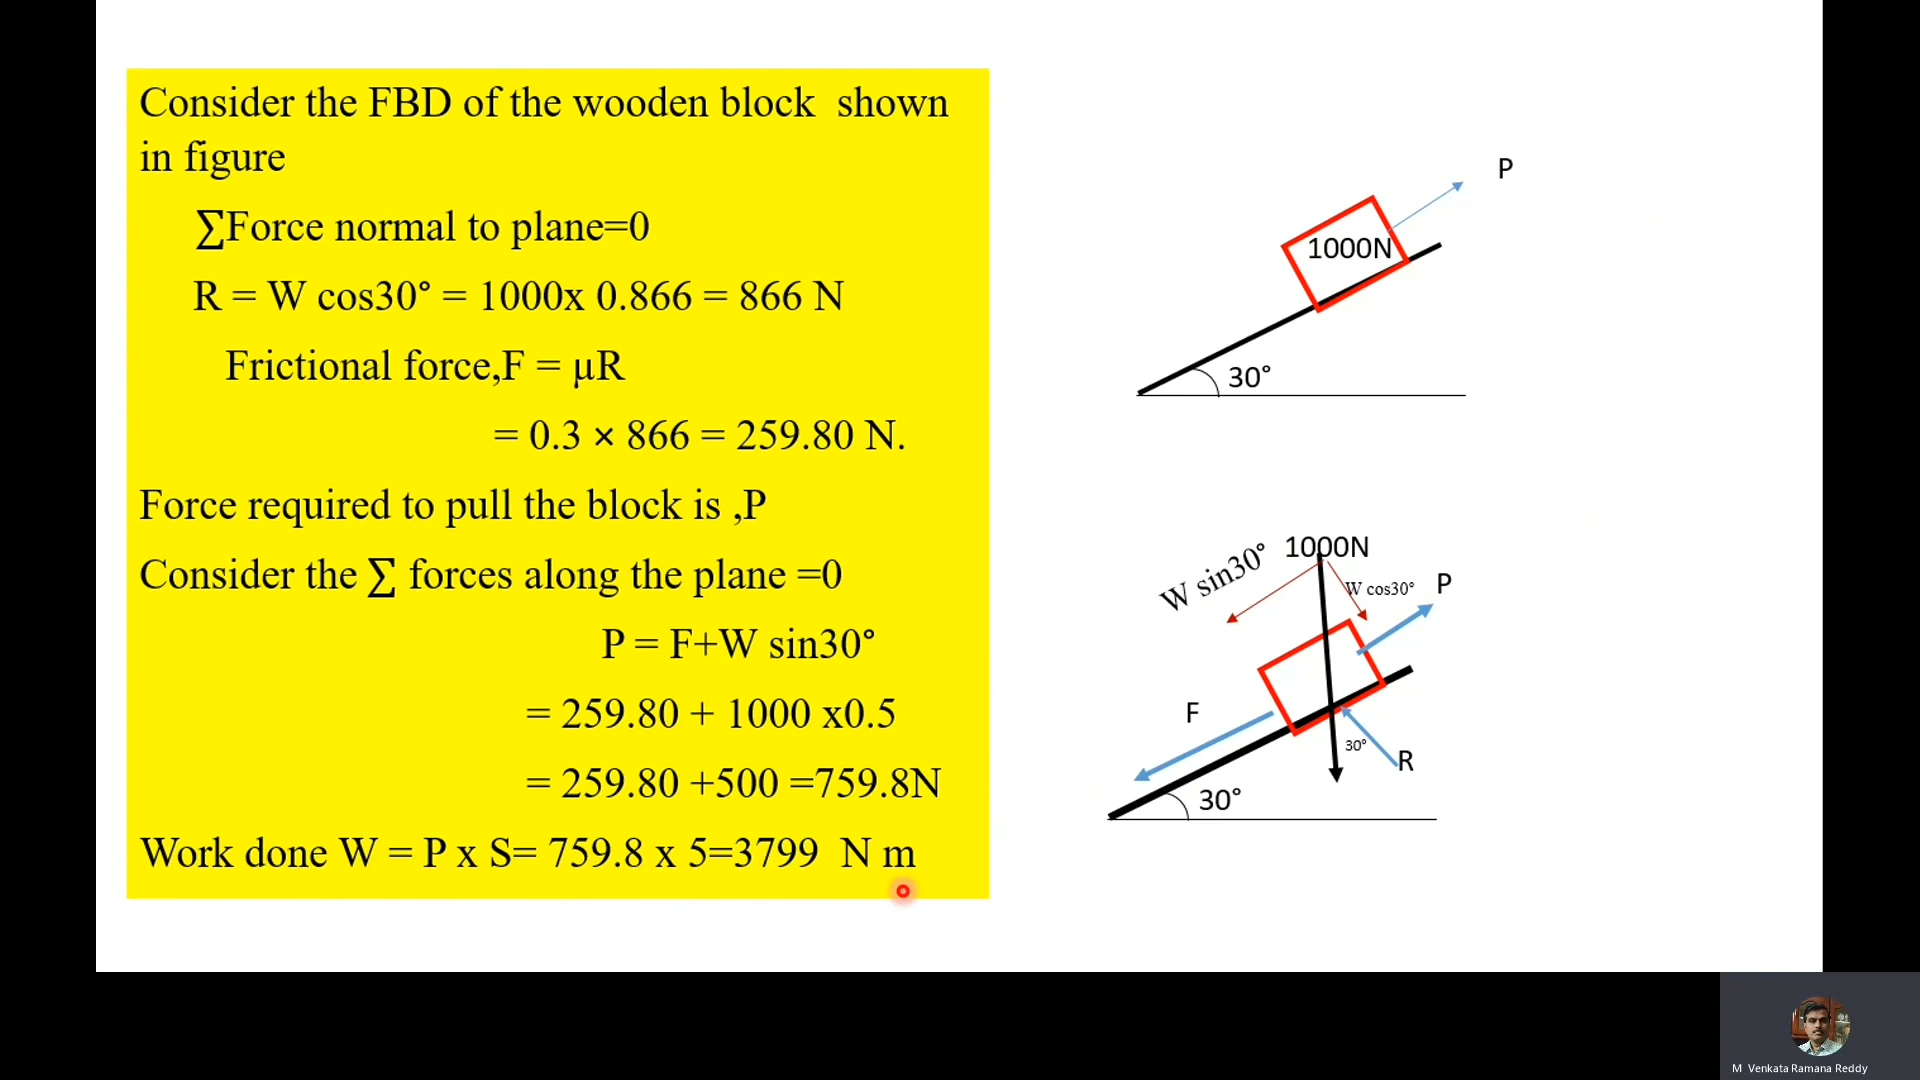 Consider the FBD of the wooden block shown
in figure
∑Force normal to plane=0
R = W cos30° = 1000x 0.866 = 866 N
Frictional force,F = μR
= 0.3 × 866 = 259.80 N.
Force required to pull the block is ,P
Consider the ∑ forces along the plane =0
P = F+W sin30°
= 259.80 + 1000 x0.5
= 259.80 +500 =759.8N
Work done W = P x S= 759.8 x 5=3799 N m
P
1000N
30°
W sin30°
1000N
W cos30°
P
F
30°
R
30°
M Venkata Ramana Reddy